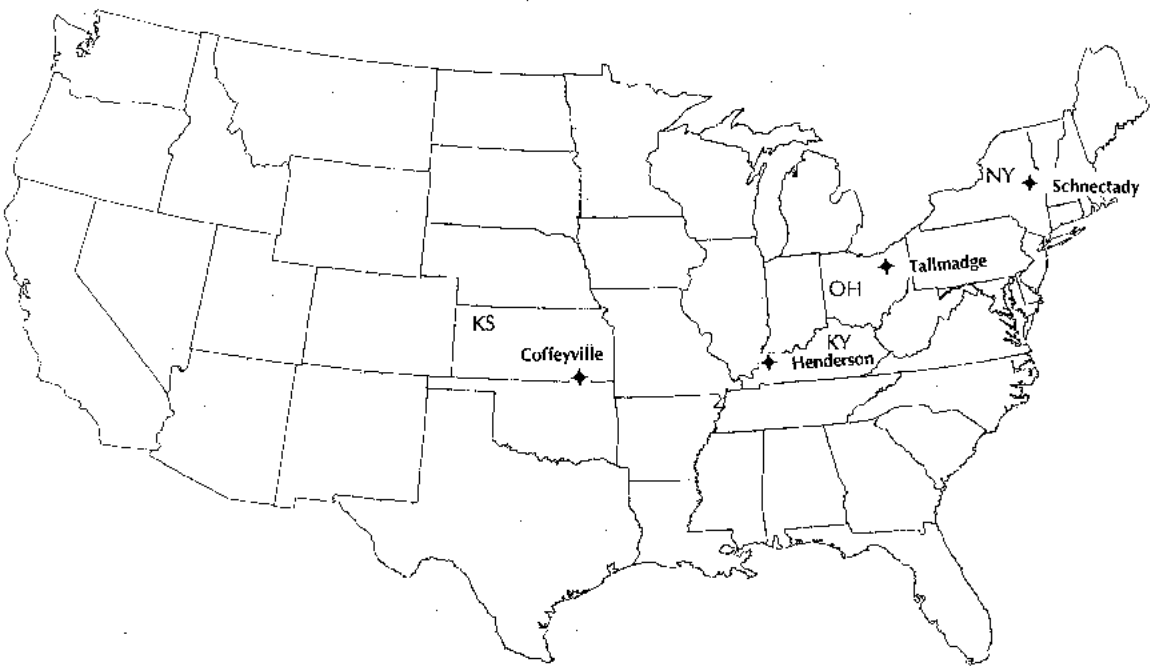 NY
Schnectady
Tallmadge
OH
KS
KY
Coffeyville
Henderson